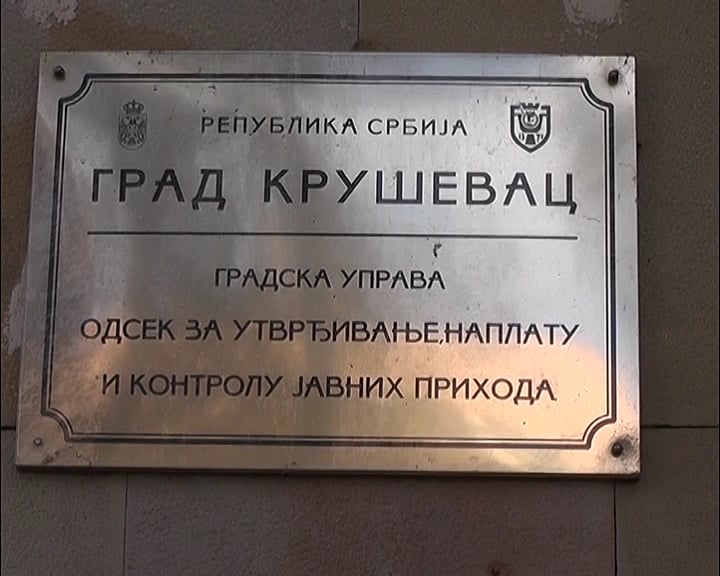 РЕПУБЛИКА СРБИЈА
ГРАД КРУШЕВАЦ
ГРАДСКА УПРАВА
ОДСЕК ЗА УТВРЂИВАЊЕ,НАПЛАТУ
И КОНТРОЛУ ЈАВНИХ ПРИХОДА